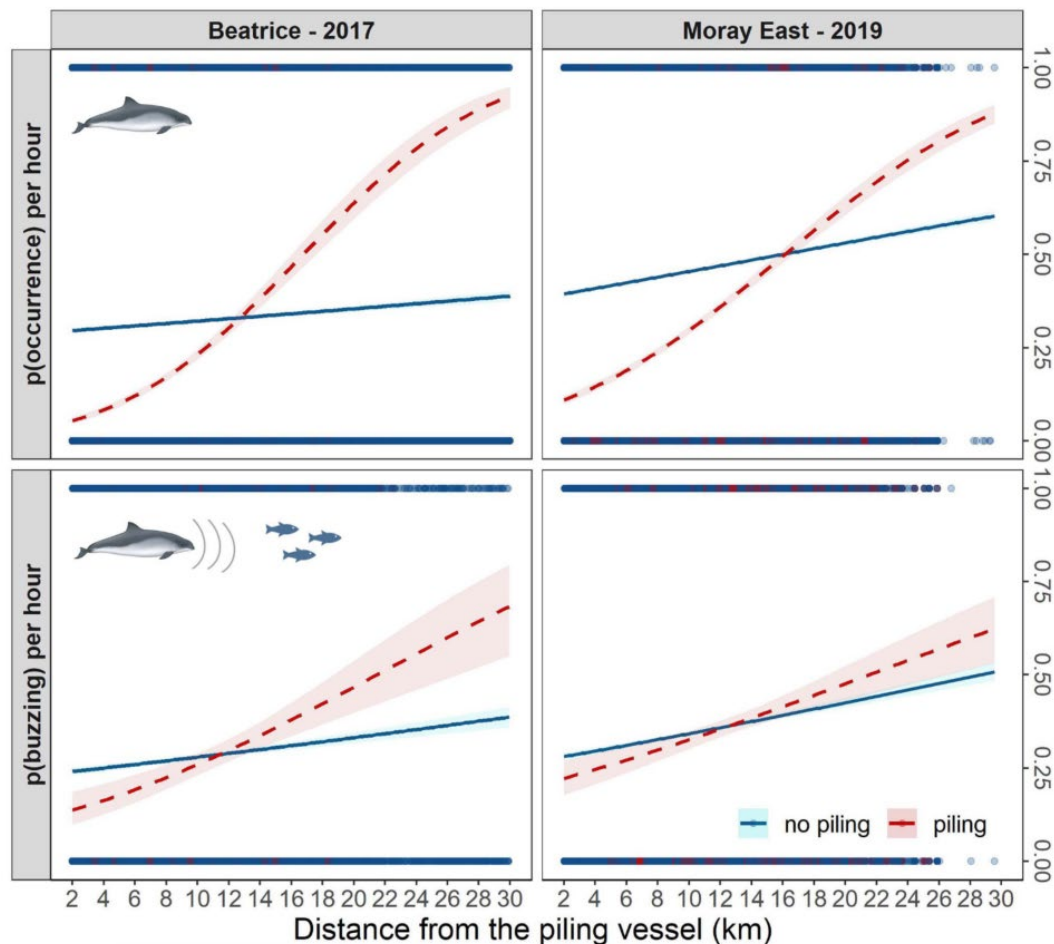 Beatrice - 2017
Moray East - 2019
p(occurrence) per hour
1.00
0.75
0.50
0.25
0.00
p(buzzing) per hour
1.00
0.75
0.50
0.25
0.00
no piling
piling
2 4 6 8 10 12 14 16 18 20 22 24 26 28 30
2 4 6 8 10 12 14 16 18 20 22 24 26 28 30
Distance from the piling vessel (km)